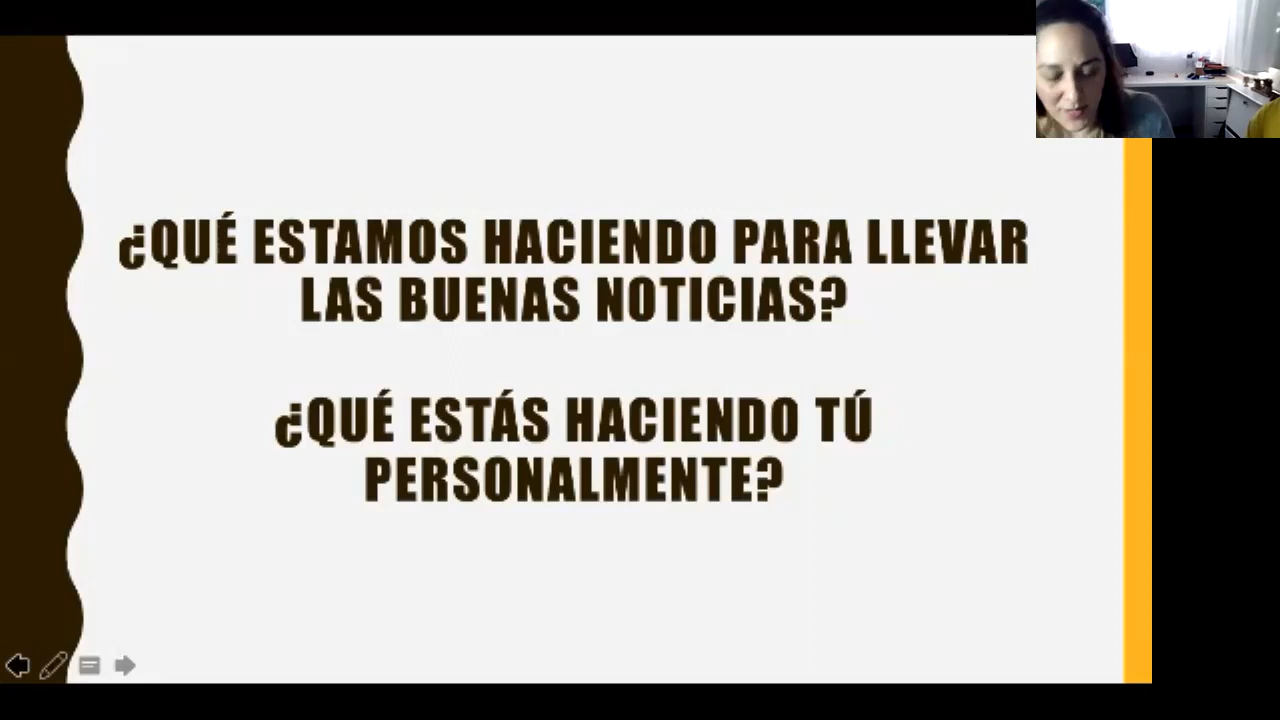 ¿QUÉ ESTAMOS HACIENDO PARA LLEVAR
LAS BUENAS NOTICIAS?
¿QUÉ ESTÁS HACIENDO TÚ
PERSONALMENTE?